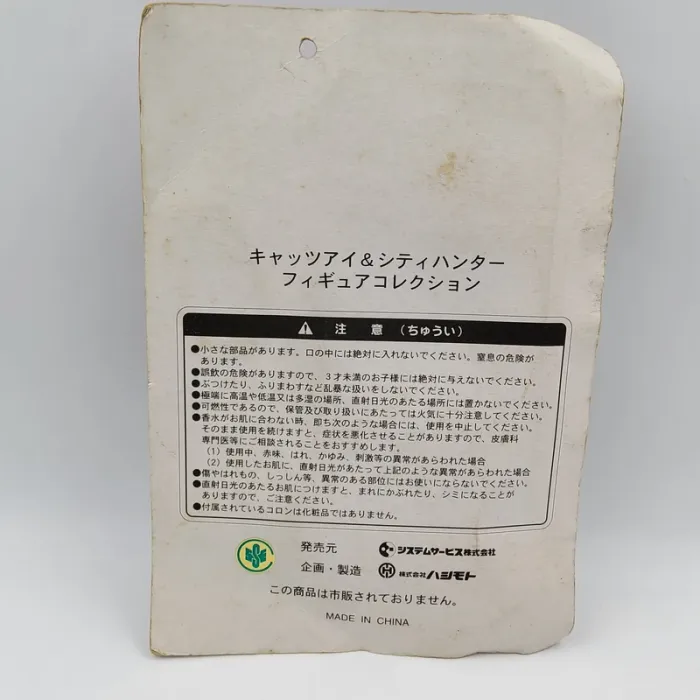 キャッツアイ&シティハンター
フィギュアコレクション
注 意(ちゅうい)
●小さな部品があります。口の中には絶対に入れないでください。窒息の危険が
あります。
●誤飲の危険がありますので、3才未満のお子様には絶対に与えないでください。
●ぶつけたり、ふりまわすなど乱暴な扱いをしないでください。
●極端に高温や低温又は多湿の場所、直射日光のあたる場所には置かないでください。
●可燃性であるので、保管及び取り扱いにあたっては火気に十分注意してください。
●香水がお肌に合わない時、即ち次のような場合には、使用を中止してください。
そのまま使用を続けますと、症状を悪化させることがありますので、皮膚科
専門医等にご相談されることをおすすめします。
(1)使用中、赤味、はれ、かゆみ、刺激等の異常があらわれた場合
(2)使用したお肌に、直射日光があたって上記のような異常があらわれた場合
●傷やはれもの、しっしん等、異常のある部位にはお使いにならないでください。
●直射日光のあたるお肌につけますと、まれにかぶれたり、シミになることが
ありますので、ご注意ください。
●付属されているコロンは化粧品ではありません。
発売元 システムサービス株式会社
企画・製造 株式会社ハシモト
この商品は市販されておりません。
MADE IN CHINA